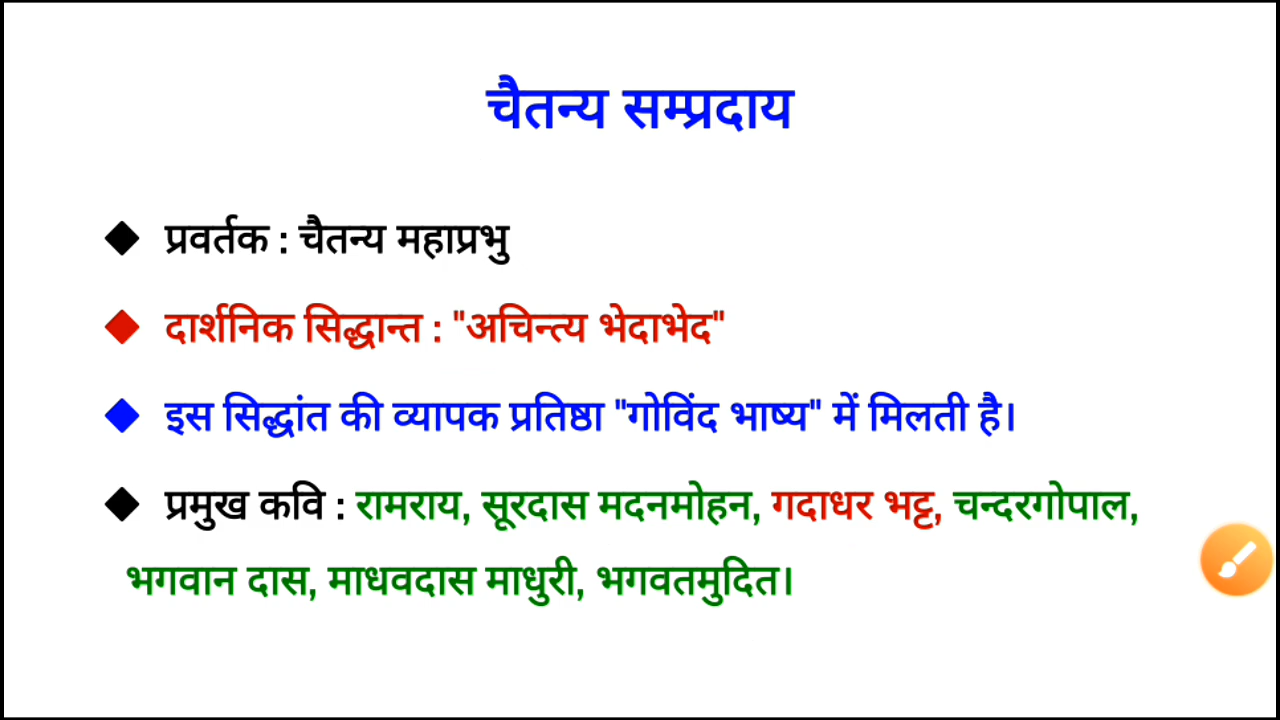 चैतन्य सम्प्रदाय
प्रवर्तक : चैतन्य महाप्रभु
दार्शनिक सिद्धान्त : "अचिन्त्य भेदाभेद"
इस सिद्धांत की व्यापक प्रतिष्ठा "गोविंद भाष्य" में मिलती है।
प्रमुख कवि : रामराय, सूरदास मदनमोहन, गदाधर भट्ट, चन्दरगोपाल,
भगवान दास, माधवदास माधुरी, भगवतमुदित।